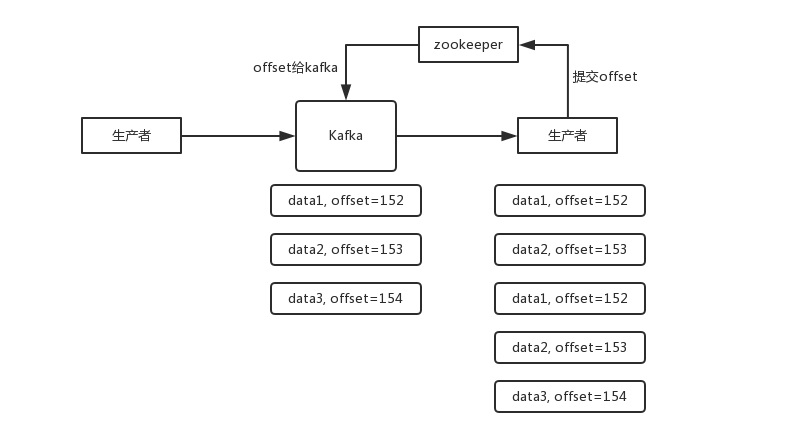 zookeeper
offset给kafka
提交offset
生产者
Kafka
生产者
data1, offset=152
data2, offset=153
data3, offset=154
data1, offset=152
data2, offset=153
data1, offset=152
data2, offset=153
data3, offset=154